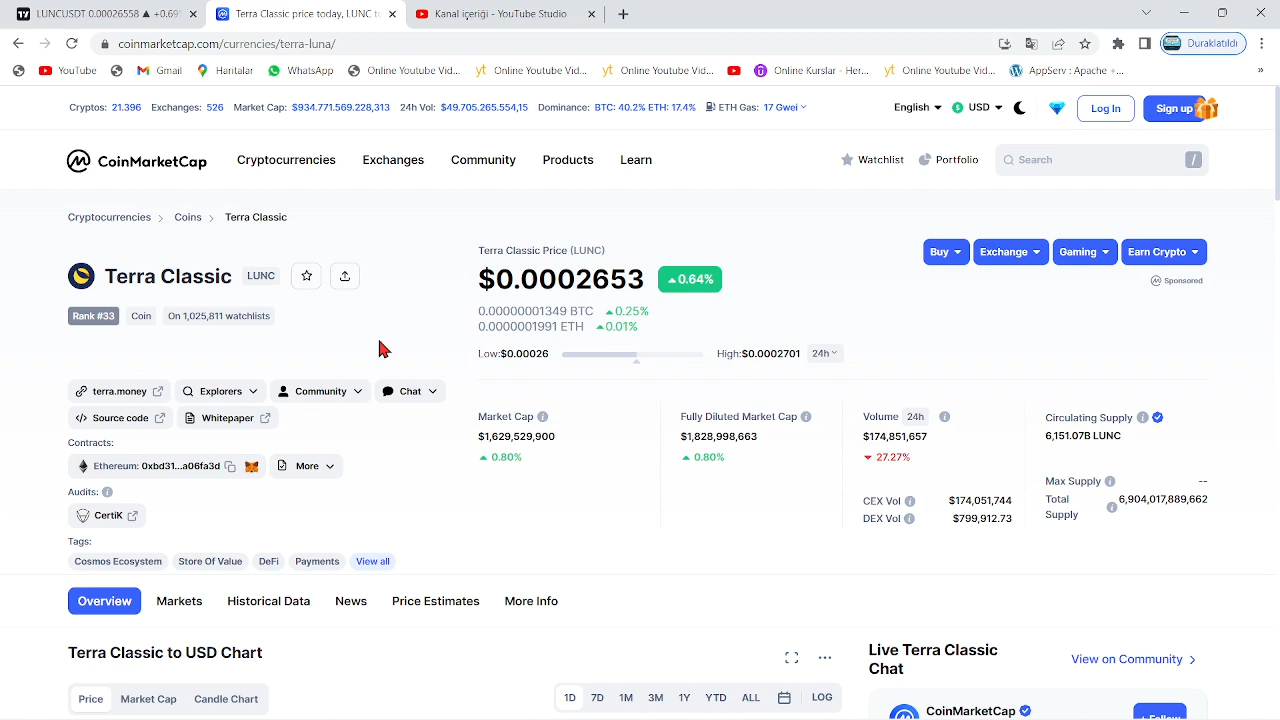 LUNCUSDT 0.00026558 ▲ +0.69
Terra Classic price today, LUNC to
Kanal içeriği - YouTube Studio
coinmarketcap.com/currencies/terra-luna/
Duraklatıldı
YouTube
Gmail
Haritalar
WhatsApp
Online Youtube Vid...
Online Youtube Vid...
Online Youtube Vid...
Online Kurslar - Her...
Online Youtube Vid...
AppServ : Apache +...
»
Cryptos: 21.396 Exchanges: 526 Market Cap: $934.771.569.228,313 24h Vol: $49.705.265.554,15 Dominance: BTC: 40.2% ETH: 17.4% ETH Gas: 17 Gwei
English USD Log In Sign up
CoinMarketCap Cryptocurrencies Exchanges Community Products Learn Watchlist Portfolio Search /
Cryptocurrencies > Coins > Terra Classic
Terra Classic LUNC
Rank #33 Coin On 1,025,811 watchlists
terra.money Explorers Community Chat
Source code Whitepaper
Contracts:
Ethereum: 0xbd31...a06fa3d More
Audits:
CertiK
Tags:
Cosmos Ecosystem Store Of Value DeFi Payments View all
Terra Classic Price (LUNC)
$0.0002653 ▲0.64%
0.00000001349 BTC ▲0.25%
0.0000001991 ETH ▲0.01%
Low:$0.00026 High:$0.0002701 24h
Buy Exchange Gaming Earn Crypto
Sponsored
Market Cap
$1,629,529,900
▲ 0.80%
Fully Diluted Market Cap
$1,828,998,663
▲ 0.80%
Volume 24h
$174,851,657
▼ 27.27%
CEX Vol $174,051,744
DEX Vol $799,912.73
Circulating Supply
6,151.07B LUNC
Max Supply --
Total Supply 6,904,017,889,662
Overview Markets Historical Data News Price Estimates More Info
Terra Classic to USD Chart
Price Market Cap Candle Chart
1D 7D 1M 3M 1Y YTD ALL LOG
Live Terra Classic
Chat
View on Community >
CoinMarketCap
+ Follow